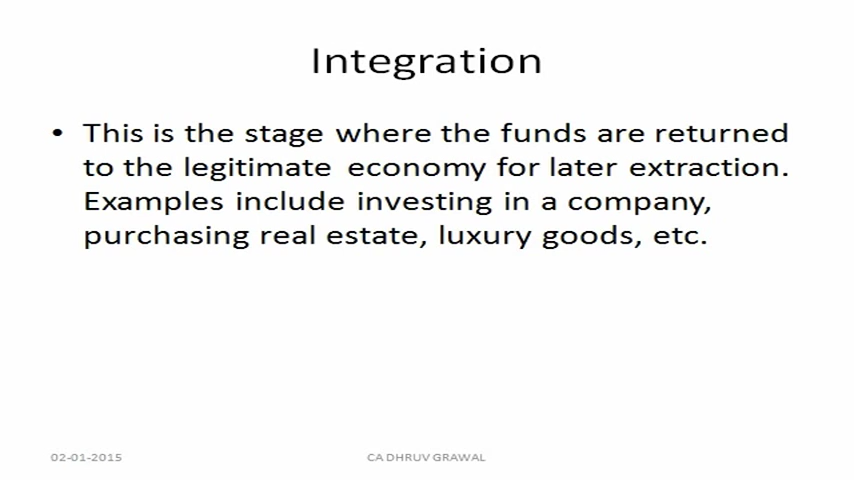 Integration
• This is the stage where the funds are returned
to the legitimate economy for later extraction.
Examples include investing in a company,
purchasing real estate, luxury goods, etc.
02-01-2015
CA DHRUV GRAWAL